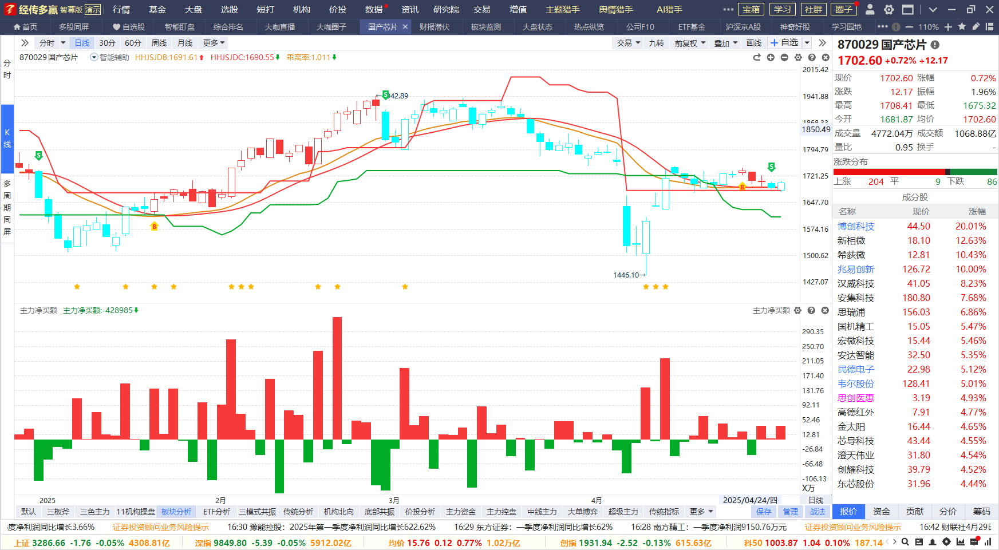 经传多赢 智尊版 演示 行情 基金 大盘 选股 短打 机构 价投 数据 资讯 研究院 交易 增值 主题猎手 舆情猎手 AI猎手 宝箱 学习 社群 圈子
首页 多股同屏 自选股 智能盯盘 综合排名 大咖直播 大咖圈子 国产芯片 财报潜伏 板块监测 大盘状态 热点纵览 公司F10 ETF基金 沪深京A股 神奇好股 学习园地 110%
分时 日线 30分 60分 周线 月线 更多 交易 九转 前复权 叠加 画线 自选
870029 国产芯片 智能辅助 HHJSJDB:1691.61 HHJSJDC:1690.55 乖离率:1.011
分时
K线
多周期同屏
2015.42
1941.88
1868.33
1850.49
1794.79
1721.25
1647.70
1574.16
1500.62
1427.07
S
S
S
B
B
1446.10
主力净买额 主力净买额:-428985 主力净买额
290.35
250.70
211.05
171.40
131.76
92.11
52.46
12.81
-26.84
-66.48
-106.13
X万
2025 2月 3月 4月 2025/04/24/四 日线
默认 三板斧 三色主力 11机构操盘 板块分析 ETF分析 三模式共振 传统分析 机构北向 底部共振 价投分析 主力资金 主力控盘 中线主力 大单博弈 超级主力 传统指标 更多 保存 管理 战法
870029 国产芯片
1702.60 +0.72% +12.17
现价 1702.60 涨幅 0.72%
涨跌 12.17 振幅 1.96%
最高 1708.41 最低 1675.32
今开 1681.87 均价 1702.60
成交量 4772.04万 成交额 1068.88亿
量比 0.95 换手 -
涨跌分布
上涨 204 平 9 下跌 86
成分股
名称 现价 涨幅
博创科技 44.50 20.01%
新相微 18.10 12.63%
希荻微 12.81 10.43%
兆易创新 126.72 10.00%
汉威科技 41.05 8.23%
安集科技 180.80 7.68%
思瑞浦 156.03 6.86%
国机精工 15.05 5.47%
宏微科技 15.44 5.46%
安达智能 32.50 5.35%
民德电子 22.98 5.12%
韦尔股份 128.41 5.01%
思创医惠 3.19 4.93%
高德红外 7.91 4.77%
金太阳 16.44 4.65%
芯导科技 43.44 4.55%
澄天伟业 31.80 4.54%
创耀科技 39.79 4.52%
东芯股份 31.96 4.44%
报价 资金 贡献 分价 筹码
度净利润同比增长3.66% 证券投资顾问业务风险提示 16:30 豫能控股：2025年第一季度净利润同比增长622.62% 16:29 东方证券：一季度净利润同比增长62% 16:28 南方精工：一季度净利润9150.76万元 证券投资顾问业务风险提示 16:42 财联社4月29日
上证 3286.66 -1.76 -0.05% 4308.81亿 深指 9849.80 -5.39 -0.05% 5912.02亿 均价 15.76 0.12 0.77% 1.02万亿 创指 1931.94 -2.52 -0.13% 615.63亿 科50 1003.87 1.04 0.10% 187.14